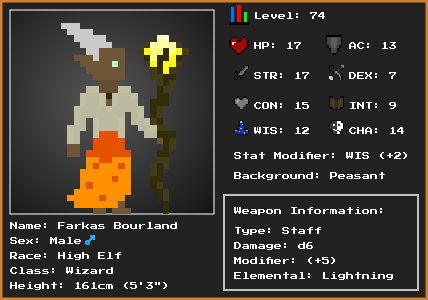 Level: 74
HP: 17 AC: 13
STR: 17 DEX: 7
CON: 15 INT: 9
WIS: 12 CHA: 14
Stat Modifier: WIS (+2)
Background: Peasant
Weapon Information:
Type: Staff
Damage: d6
Modifier: (+5)
Elemental: Lightning
Name: Farkas Bourland
Sex: Male ♂
Race: High Elf
Class: Wizard
Height: 161cm (5'3")